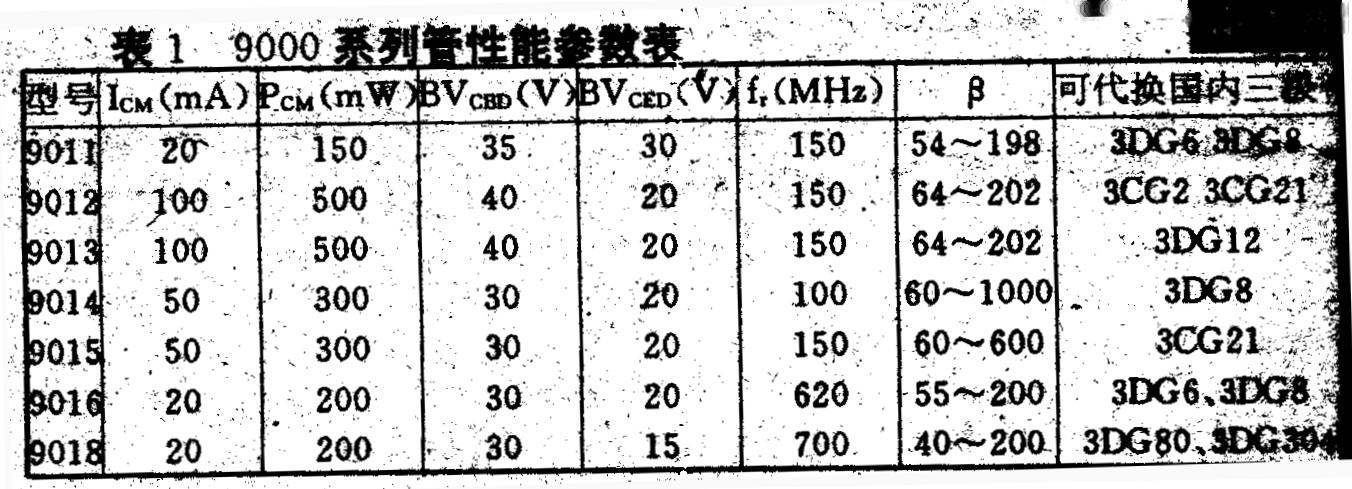 表1 9000系列管性能参数表
型号 ICM(mA) PCM(mW) BVCBD(V) BVCED(V) fr(MHz) β 可代换国内三极
9011 20 150 35 30 150 54～198 3DG6 3DG8
9012 100 500 40 20 150 64～202 3CG2 3CG21
9013 100 500 40 20 150 64～202 3DG12
9014 50 300 30 20 100 60～1000 3DG8
9015 50 300 30 20 150 60～600 3CG21
9016 20 200 30 20 620 55～200 3DG6、3DG8
9018 20 200 30 15 700 40～200 3DG80、3DG304